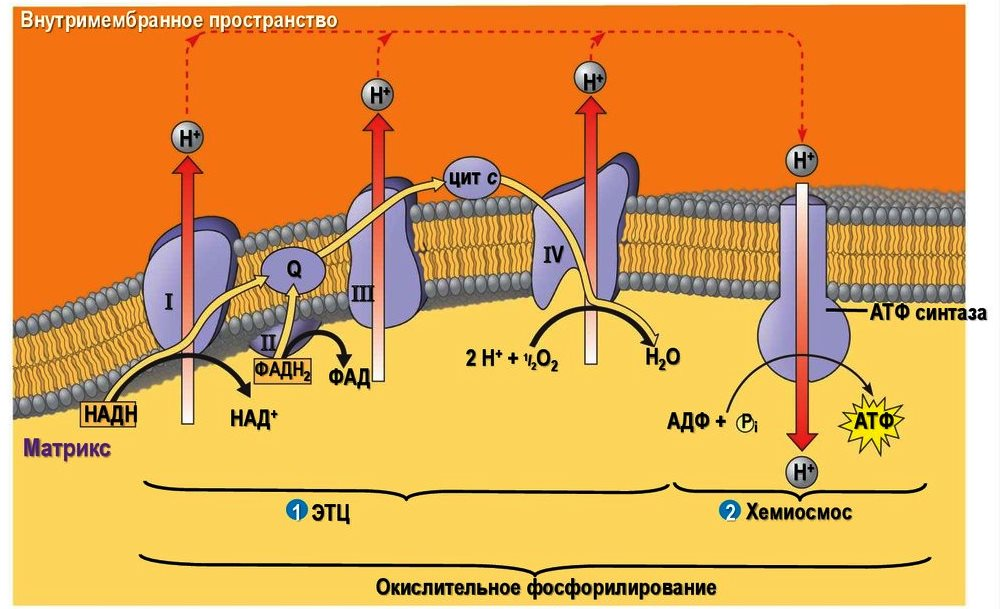 Внутримембранное пространство
H⁺
H⁺
H⁺
H⁺
цит c
Q
I
II
III
IV
АТФ синтаза
НАДН
НАД⁺
ФАДН₂
ФАД
2 H⁺ + ½O₂
H₂O
АДФ + Pi
АТФ
Матрикс
H⁺
1 ЭТЦ
2 Хемиосмос
Окислительное фосфорилирование